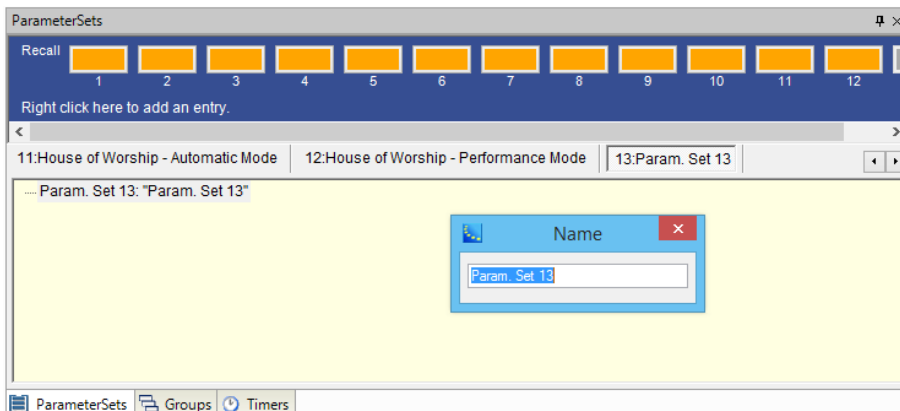 ParameterSets
Recall
1 2 3 4 5 6 7 8 9 10 11 12
Right click here to add an entry.
11:House of Worship - Automatic Mode 12:House of Worship - Performance Mode 13:Param. Set 13
Param. Set 13: "Param. Set 13"
Name
Param. Set 13
ParameterSets Groups Timers